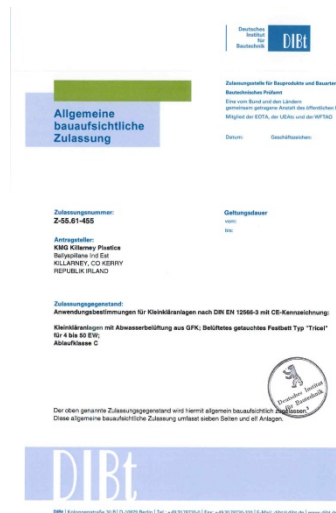 Deutsches
Institut
für
Bautechnik
DIBt
Zulassungsstelle für Bauprodukte und Bauarten
Bautechnisches Prüfamt
Eine vom Bund und den Ländern
gemeinsam getragene Anstalt des öffentlichen
Mitglied der EOTA, der UEAtc und der WFTAO
Datum: Geschäftszeichen:
Allgemeine
bauaufsichtliche
Zulassung
Zulassungsnummer:
Z-55.61-455
Antragsteller:
KMG Killarney Plastics
Ballyspillane Ind Est
KILLARNEY, CO KERRY
REPUBLIK IRLAND
Geltungsdauer
vom:
bis:
Zulassungsgegenstand:
Anwendungsbestimmungen für Kleinkläranlagen nach DIN EN 12566-3 mit CE-Kennzeichnung:
Kleinkläranlagen mit Abwasserbelüftung aus GFK; Belüftetes getauchtes Festbett Typ "Tricel"
für 4 bis 50 EW;
Ablaufklasse C
Deutsches Institut
für Bautechnik
Der oben genannte Zulassungsgegenstand wird hiermit allgemein bauaufsichtlich zugelassen.
Diese allgemeine bauaufsichtliche Zulassung umfasst sieben Seiten und elf Anlagen.
DIBt